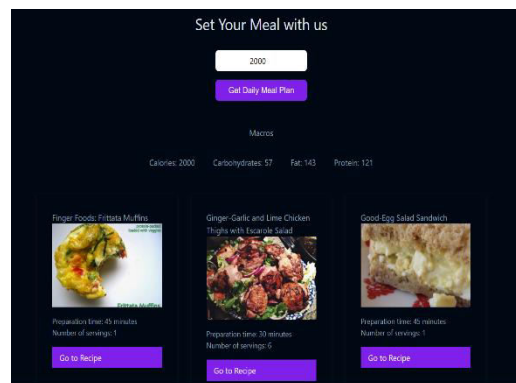 Set Your Meal with us
2000
Get Daily Meal Plan
Macros
Calories: 2000 Carbohydrates: 57 Fat: 143 Protein: 121
Finger Foods: Frittata Muffins
Frittata Muffins
Preparation time: 45 minutes
Number of servings: 1
Go to Recipe
Ginger-Garlic and Lime Chicken
Thighs with Escarole Salad
Preparation time: 30 minutes
Number of servings: 6
Go to Recipe
Good-Egg Salad Sandwich
Preparation time: 45 minutes
Number of servings: 1
Go to Recipe